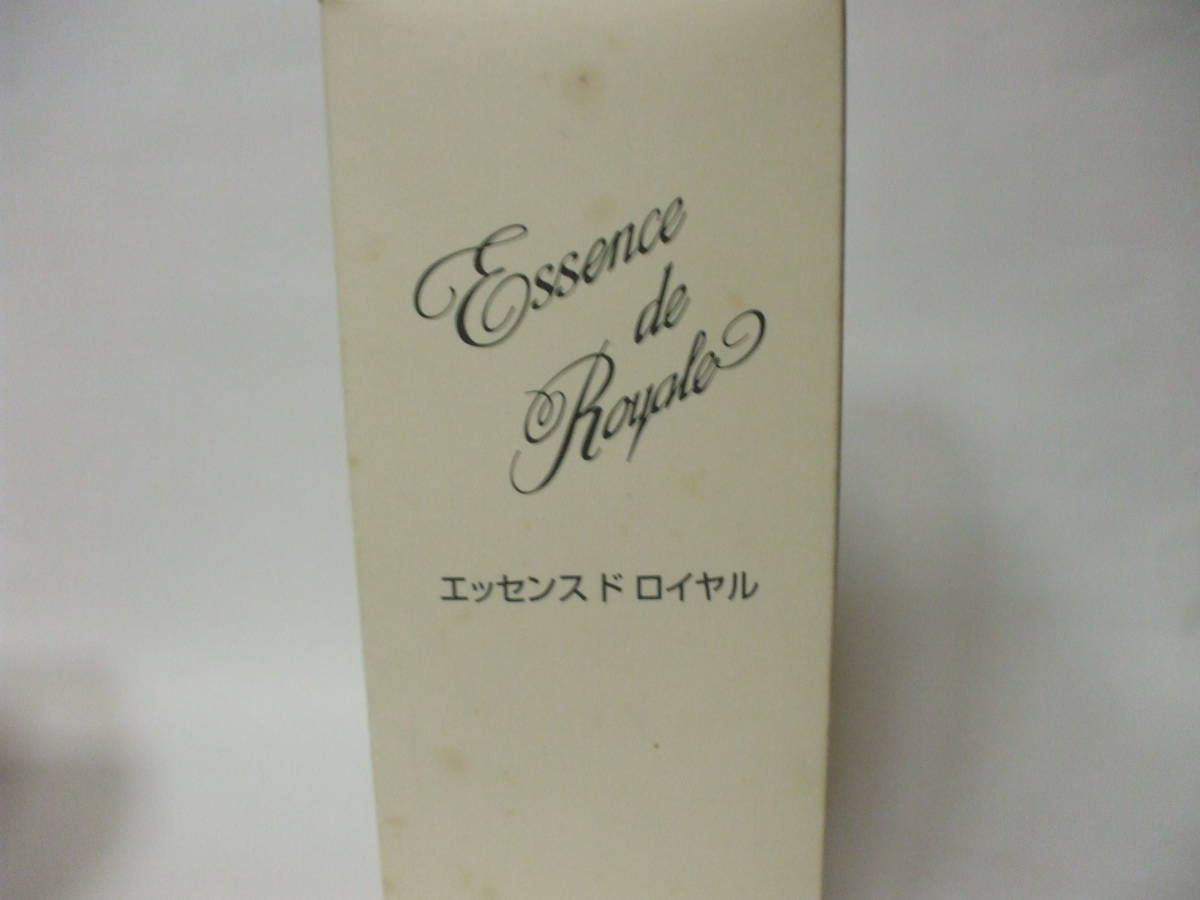 Essence
de
Royale
エッセンス ド ロイヤル